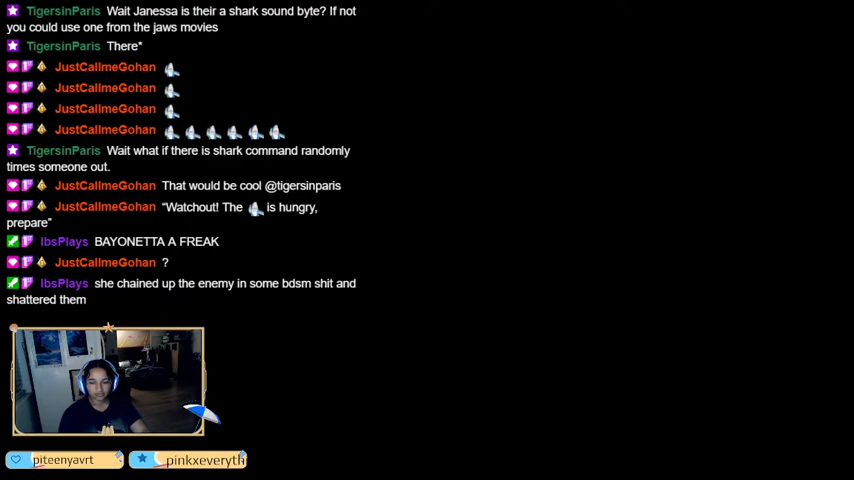 TigersinParis Wait Janessa is their a shark sound byte? If not
you could use one from the jaws movies
TigersinParis There*
JustCallmeGohan
JustCallmeGohan
JustCallmeGohan
JustCallmeGohan
TigersinParis Wait what if there is shark command randomly
times someone out.
JustCallmeGohan That would be cool @tigersinparis
JustCallmeGohan “Watchout! The is hungry,
prepare”
IbsPlays BAYONETTA A FREAK
JustCallmeGohan ?
IbsPlays she chained up the enemy in some bdsm shit and
shattered them
piteenyavrt
pinkxeveryth